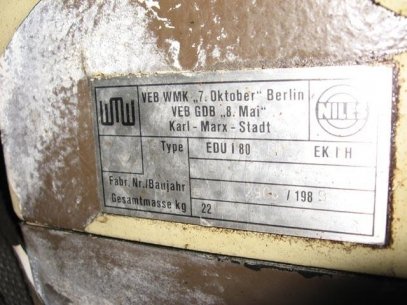 WMW
VEB WMK „7. Oktober" Berlin
VEB GDB „8. Mai"
Karl - Marx - Stadt
NILES
Type EDU I 80 EK I H
Fabr. Nr./Baujahr / 198
Gesamtmasse kg 22